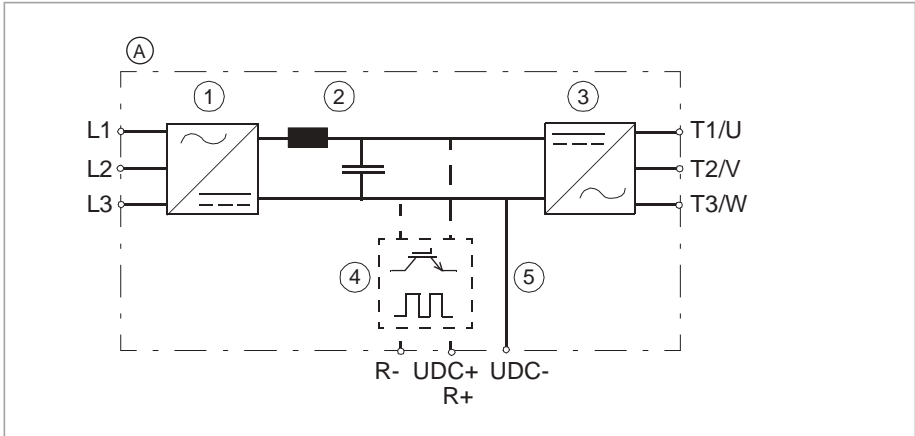 A
1 2 3
L1 T1/U
L2 T2/V
L3 T3/W
4 5
R- UDC+ UDC-
R+